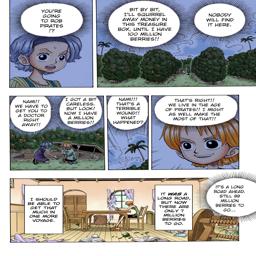 YOU'RE
GOING
TO ROB
PIRATES
!?
BIT BY BIT,
I'LL SQUIRREL
AWAY MONEY IN
THIS TREASURE
BOX, UNTIL I HAVE
100 MILLION
BERRIES!!
NOBODY
WILL FIND
IT HERE.
NAMI!!
WE HAVE TO
GET YOU TO
A DOCTOR
RIGHT
AWAY!!
I GOT A BIT
CARELESS,
BUT LOOK!
NOW I HAVE
A MILLION
BERRIES!!
NAMI!!!
THAT'S A
TERRIBLE
WOUND!!
WHAT
HAPPENED?
THAT'S RIGHT!!
WE LIVE IN THE AGE
OF PIRATES!! I MIGHT
AS WELL MAKE THE
MOST OF THAT!!
I SHOULD
BE ABLE TO
GET THAT
MUCH IN
ONE MORE
VOYAGE.
IT WAS A
LONG ROAD,
BUT NOW
THERE ARE
ONLY 7
MILLION
BERRIES
TO GO.
IT'S A LONG
ROAD AHEAD.
STILL 99
MILLION
BERRIES TO
GO...